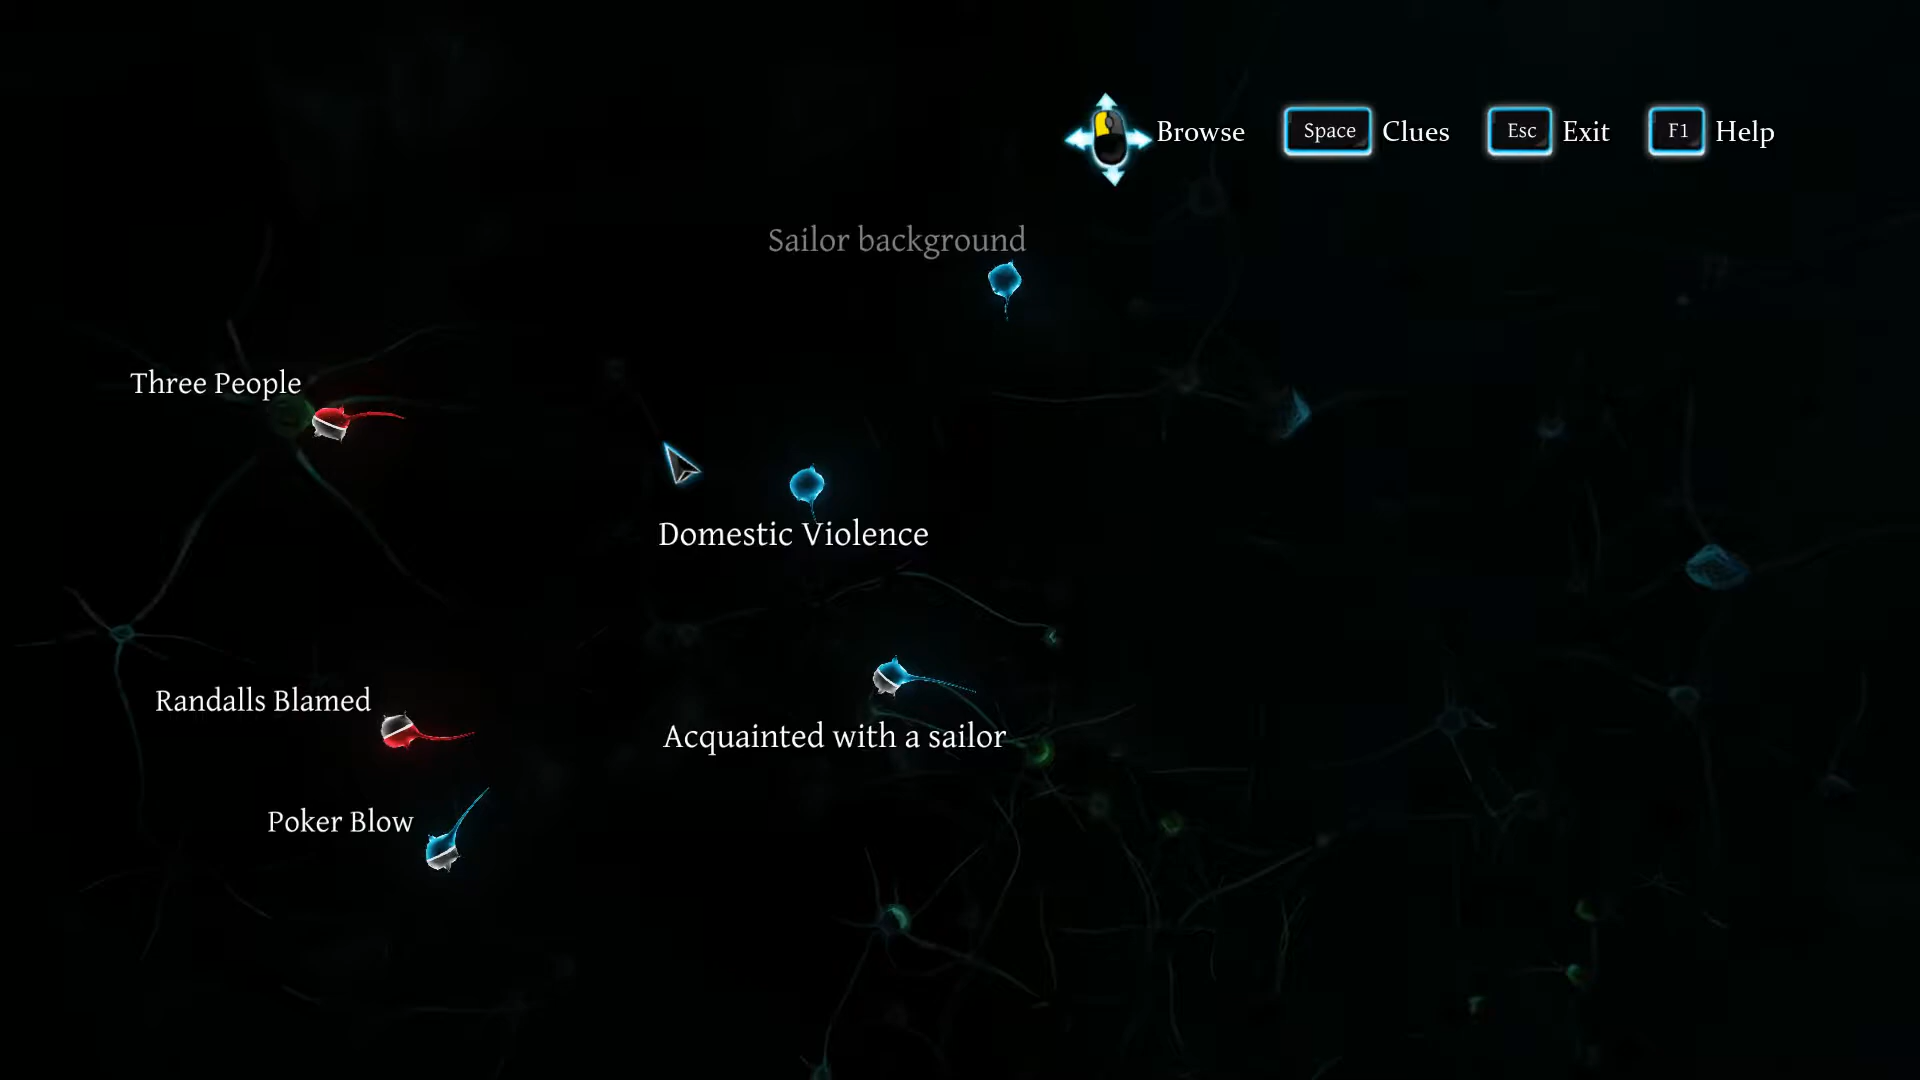 Browse
Space
Clues
Esc
Exit
F1
Help
Sailor background
Three People
Domestic Violence
Randalls Blamed
Acquainted with a sailor
Poker Blow